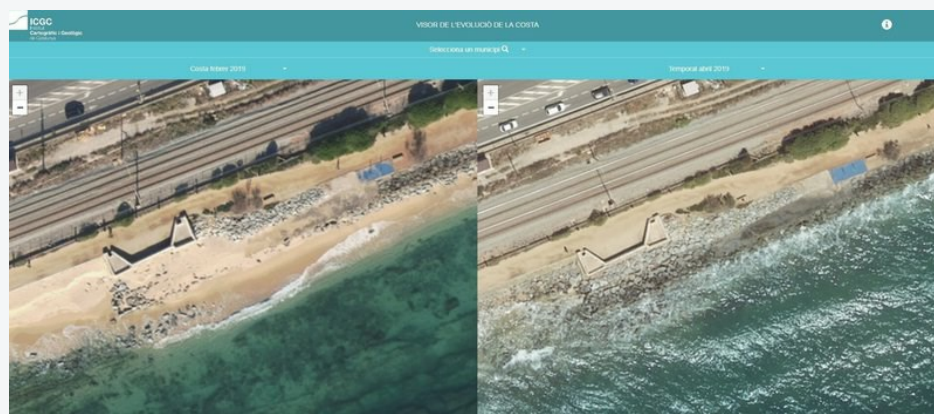 ICGC
Institut
Cartogràfic i Geològic
de Catalunya
VISOR DE L'EVOLUCIÓ DE LA COSTA
Selecciona un municipi
Costa febrer 2019
Temporal abril 2019